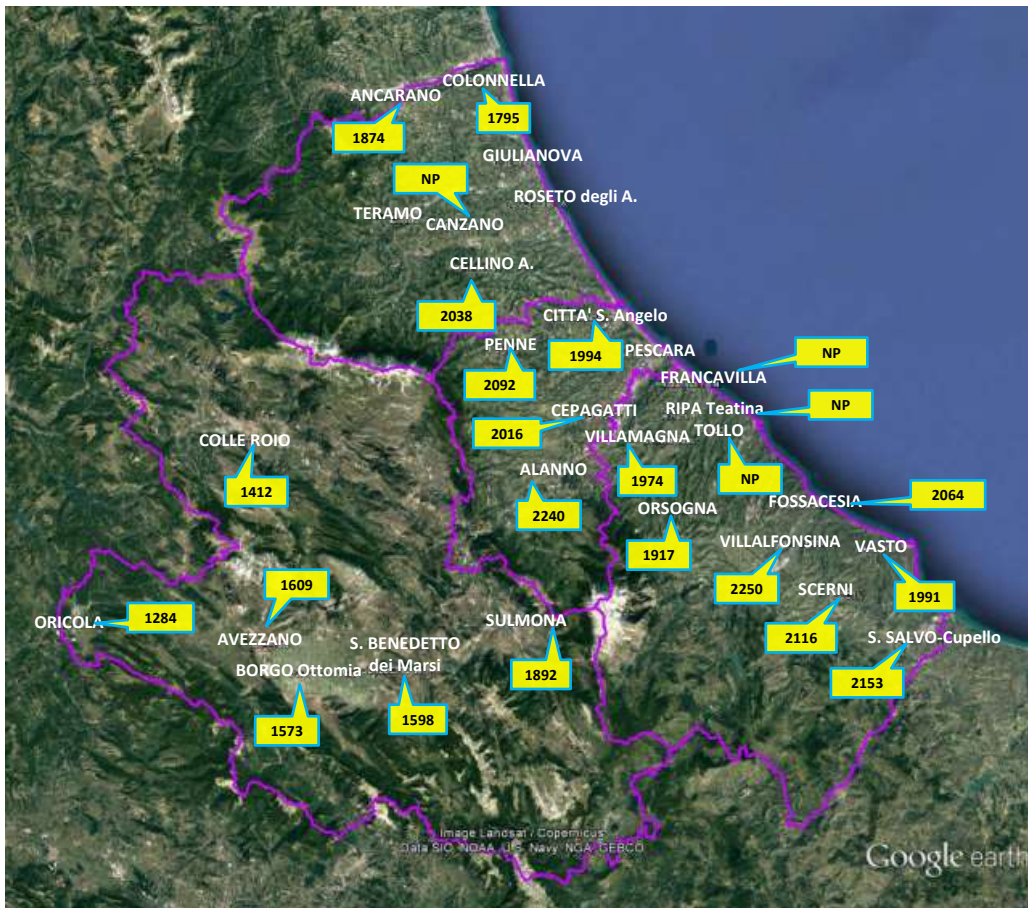 COLONNELLA
ANCARANO
1795
1874
GIULIANOVA
NP
ROSETO degli A.
TERAMO
CANZANO
CELLINO A.
2038
CITTA' S. Angelo
PENNE
1994
PESCARA
NP
2092
FRANCAVILLA
CEPAGATTI
RIPA Teatina
NP
2016
TOLLO
COLLE ROIO
VILLAMAGNA
ALANNO
1974
NP
1412
2240
ORSOGNA
FOSSACESIA
2064
1917
VILLALFONSINA
VASTO
1609
2250
SCERNI
1991
ORICOLA
1284
AVEZZANO
S. BENEDETTO
dei Marsi
SULMONA
2116
S. SALVO-Cupello
BORGO Ottomia
1892
2153
1573
1598
Image Landsat / Copernicus
Data SIO, NOAA, U.S. Navy, NGA, GEBCO
Google earth